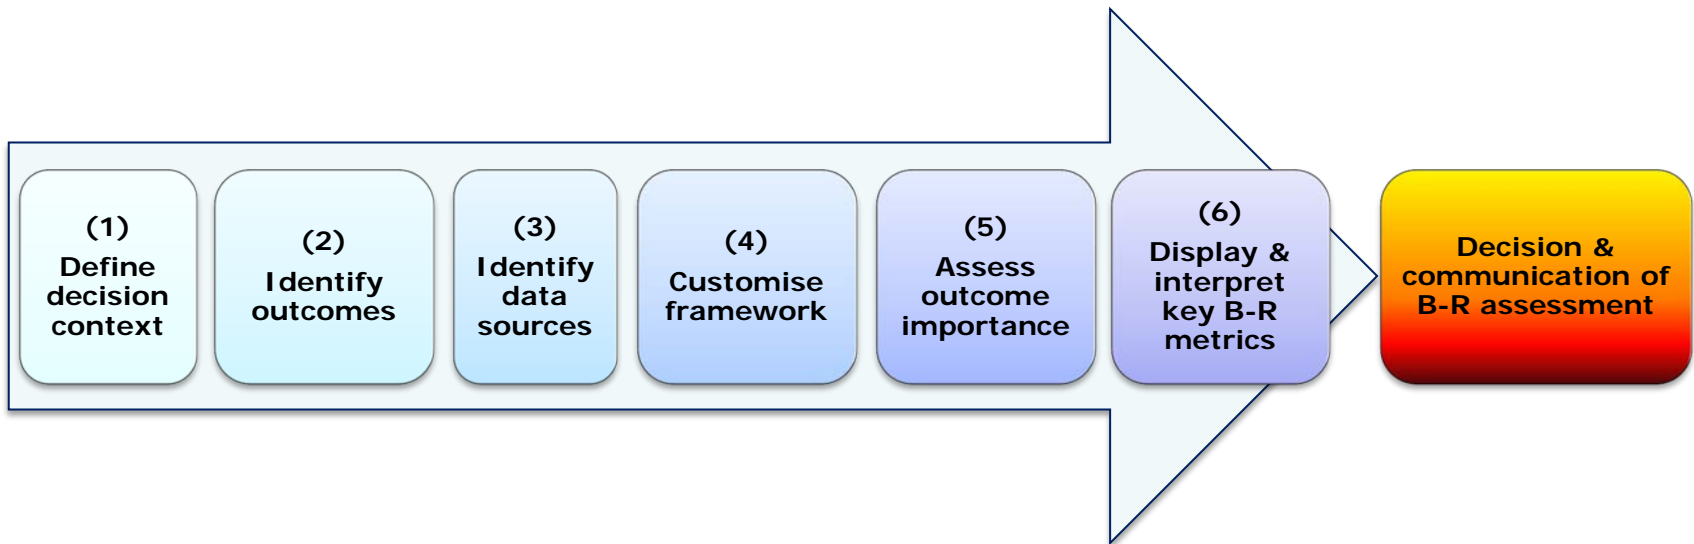 (1)
Define
decision
context
(2)
Identify
outcomes
(3)
Identify
data
sources
(4)
Customise
framework
(5)
Assess
outcome
importance
(6)
Display &
interpret
key B-R
metrics
Decision &
communication of
B-R assessment